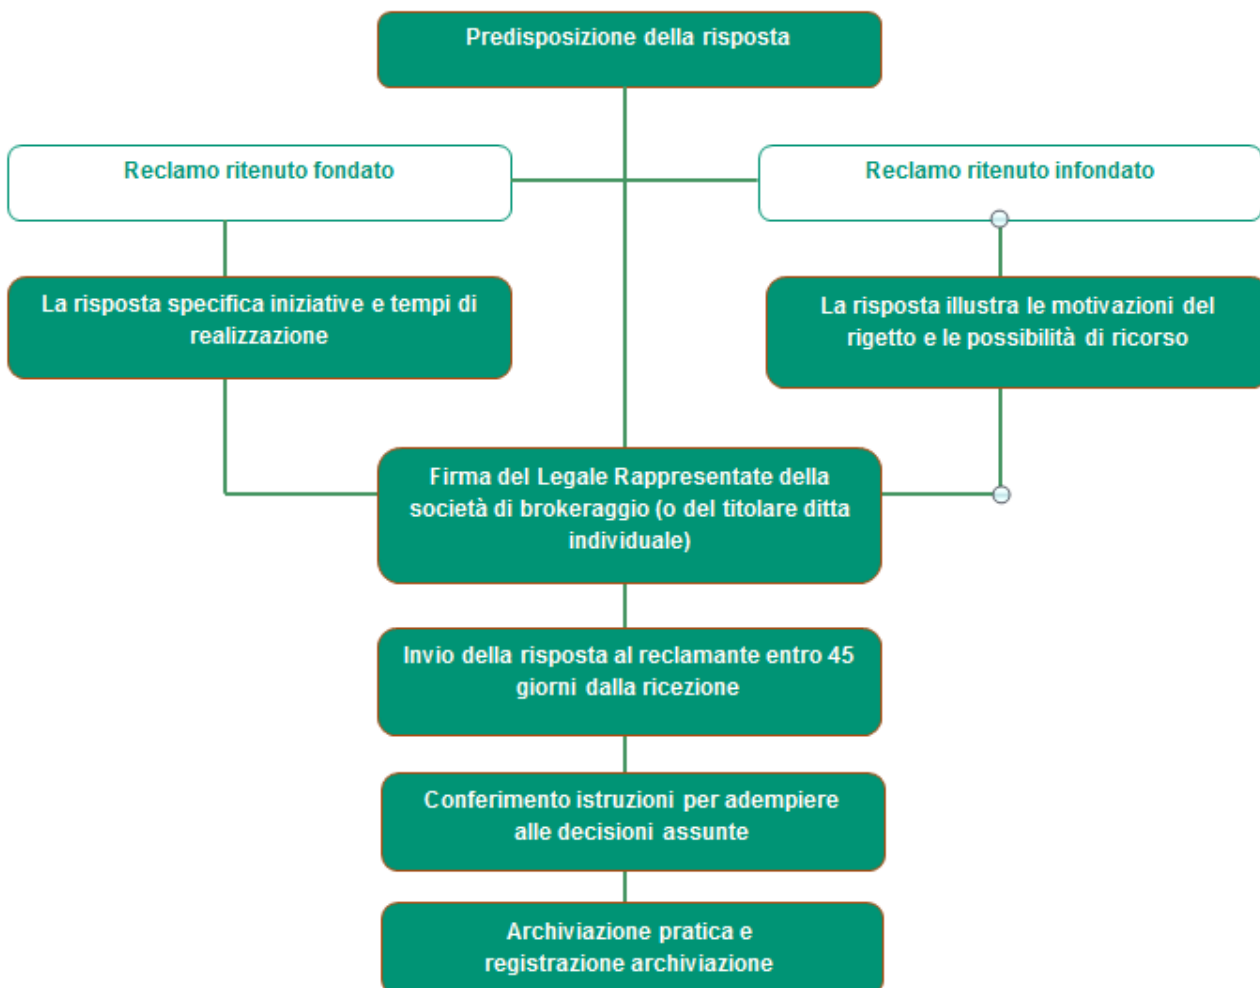 Predisposizione della risposta
Reclamo ritenuto fondato
Reclamo ritenuto infondato
La risposta specifica iniziative e tempi di
realizzazione
La risposta illustra le motivazioni del
rigetto e le possibilità di ricorso
Firma del Legale Rappresentate della
società di brokeraggio (o del titolare ditta
individuale)
Invio della risposta al reclamante entro 45
giorni dalla ricezione
Conferimento istruzioni per adempiere
alle decisioni assunte
Archiviazione pratica e
registrazione archiviazione